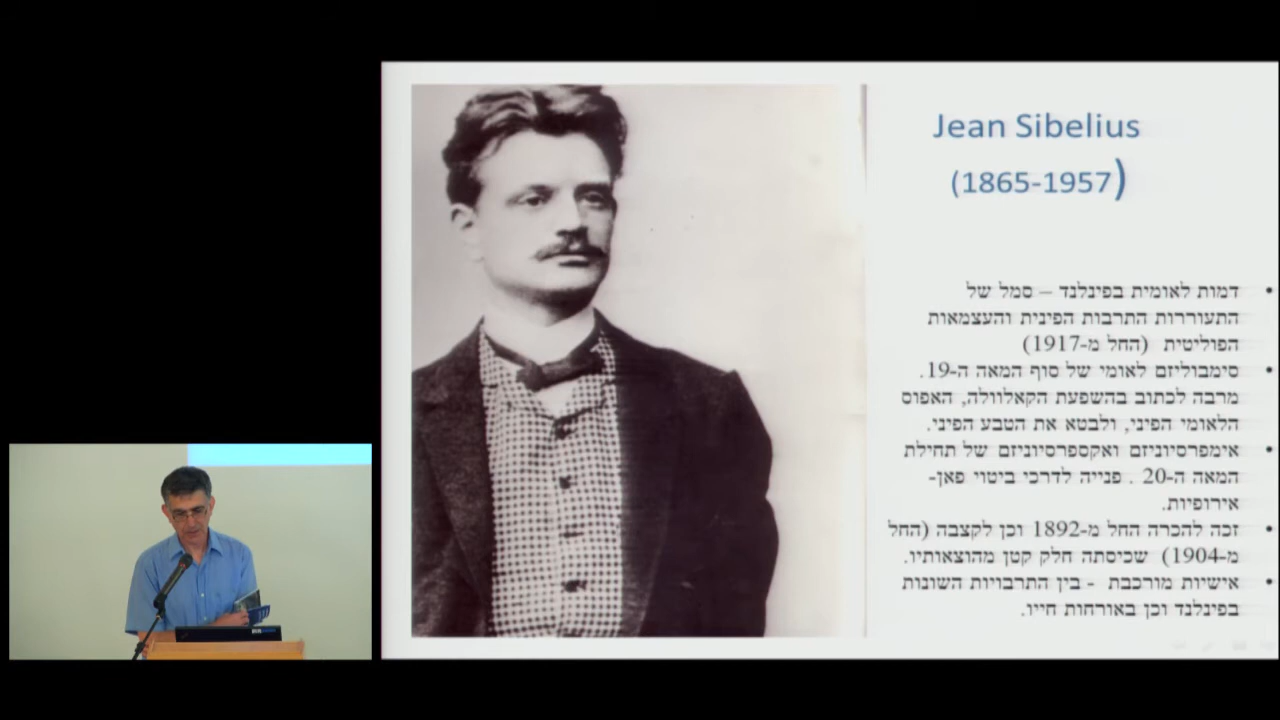 Jean Sibelius
(1865-1957)
• דמות לאומית בפינלנד – סמל של
התעוררות התרבות הפינית והעצמאות
הפוליטית (החל מ-1917)
• סימבוליזם לאומי של סוף המאה ה-19.
מרבה לכתוב בהשפעת הקאלוולה, האפוס
הלאומי הפיני, ולבטא את הטבע הפיני.
• אימפרסיוניזם ואקספרסיוניזם של תחילת
המאה ה-20 . פנייה לדרכי ביטוי פאן-
אירופיות.
• זכה להכרה החל מ-1892 וכן לקצבה (החל
מ-1904) שכיסתה חלק קטן מהוצאותיו.
• אישיות מורכבת - בין התרבויות השונות
בפינלנד וכן באורחות חייו.